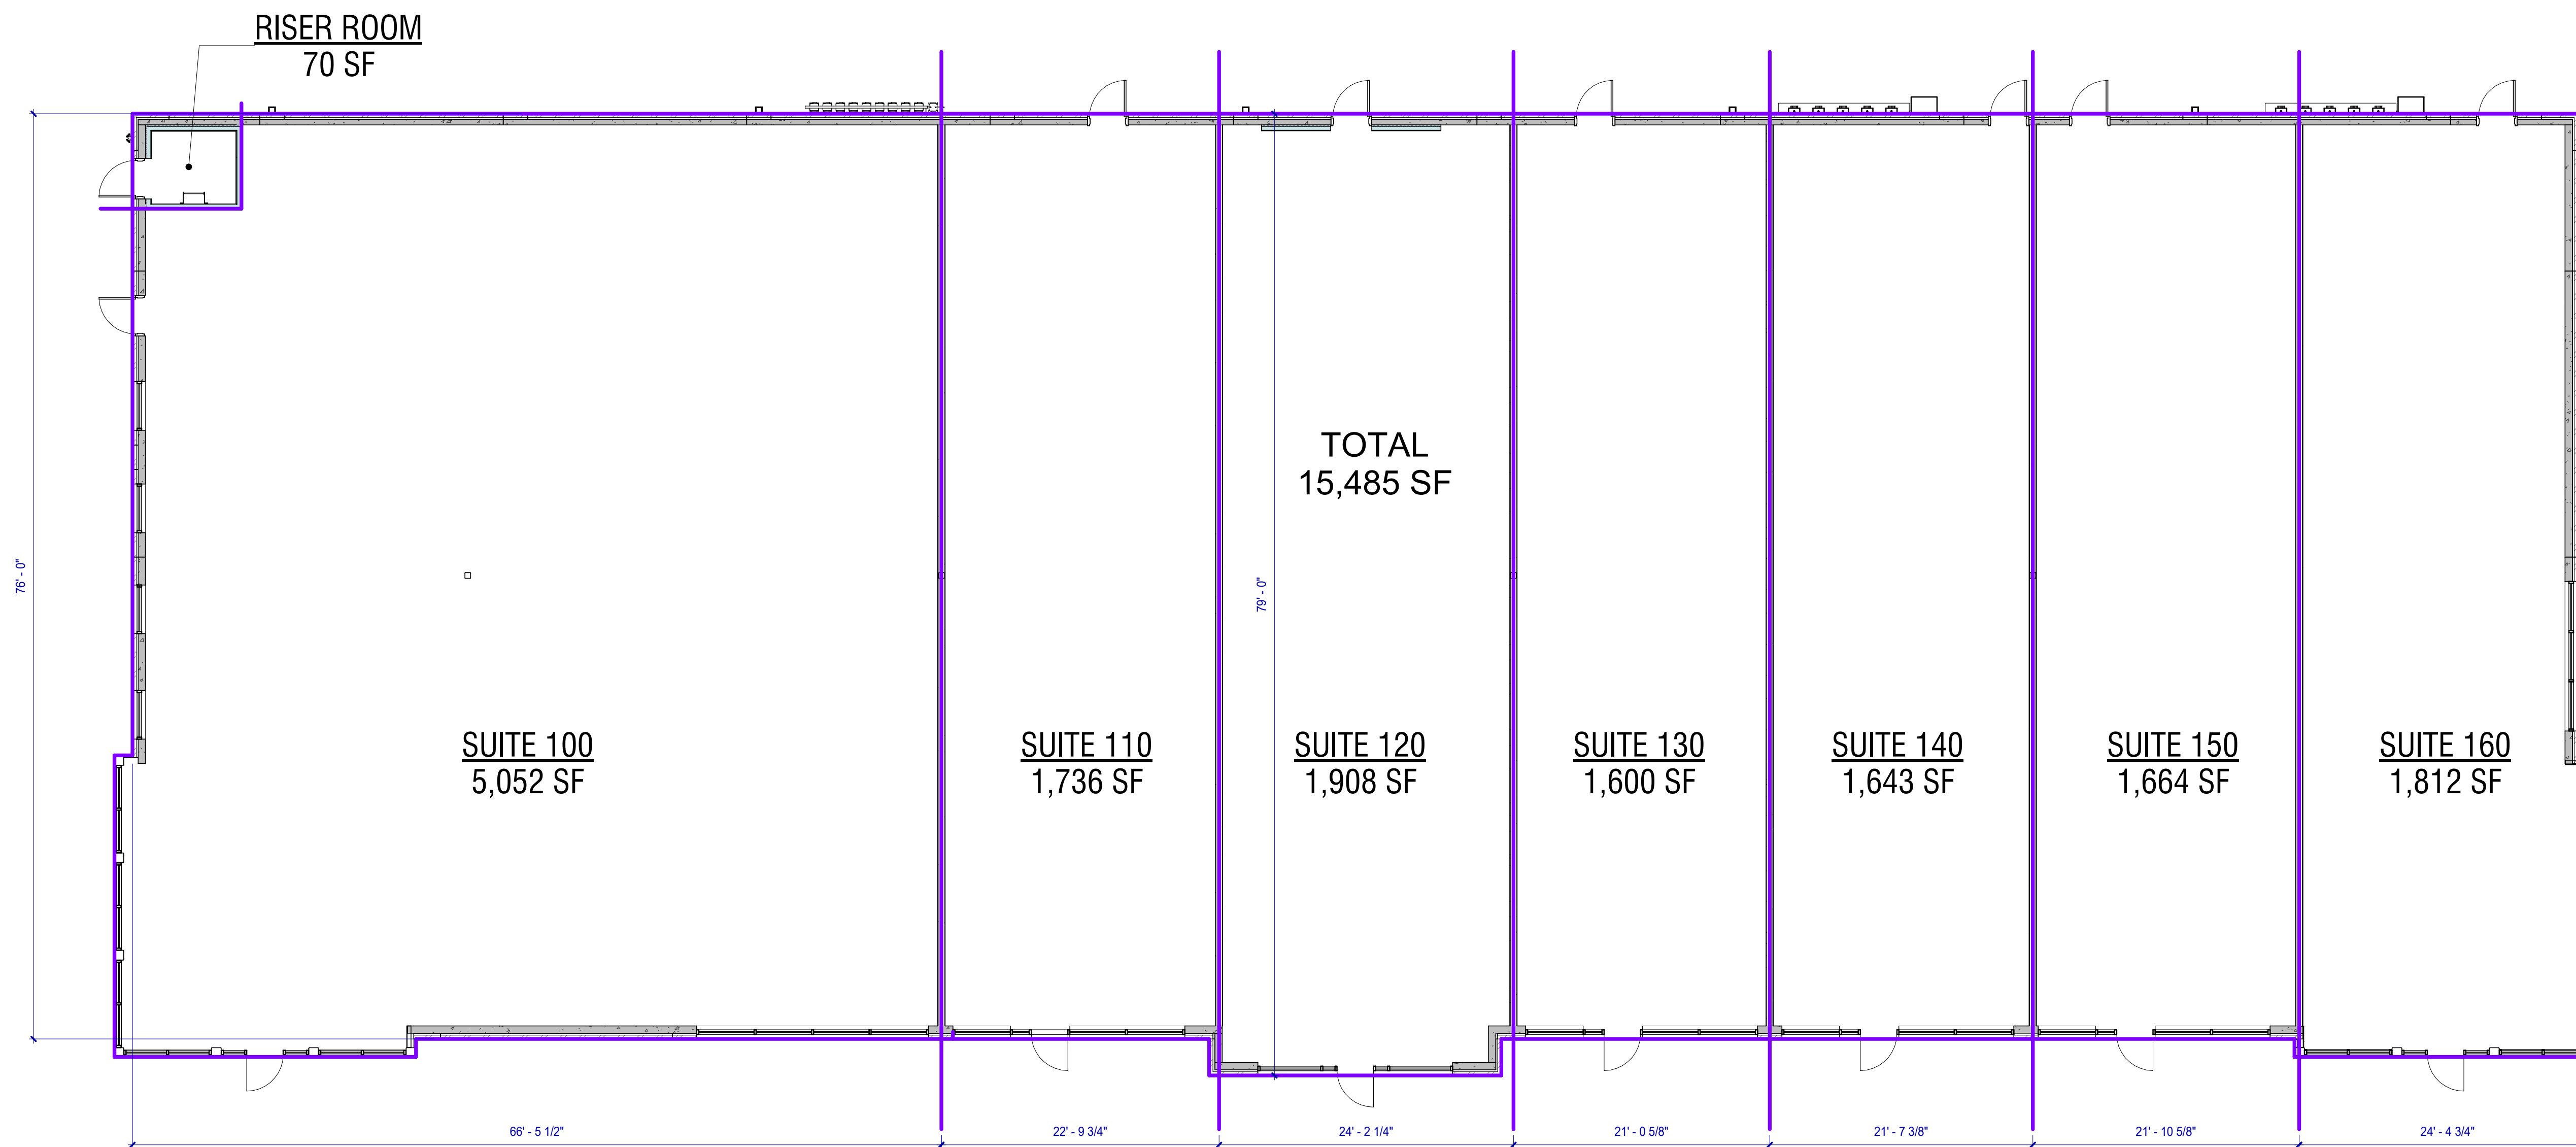 RISER ROOM
70 SF
TOTAL
15,485 SF
76' - 0"
79' - 0"
SUITE 100
5,052 SF
SUITE 110
1,736 SF
SUITE 120
1,908 SF
SUITE 130
1,600 SF
SUITE 140
1,643 SF
SUITE 150
1,664 SF
SUITE 160
1,812 SF
66' - 5 1/2"
22' - 9 3/4"
24' - 2 1/4"
21' - 0 5/8"
21' - 7 3/8"
21' - 10 5/8"
24' - 4 3/4"